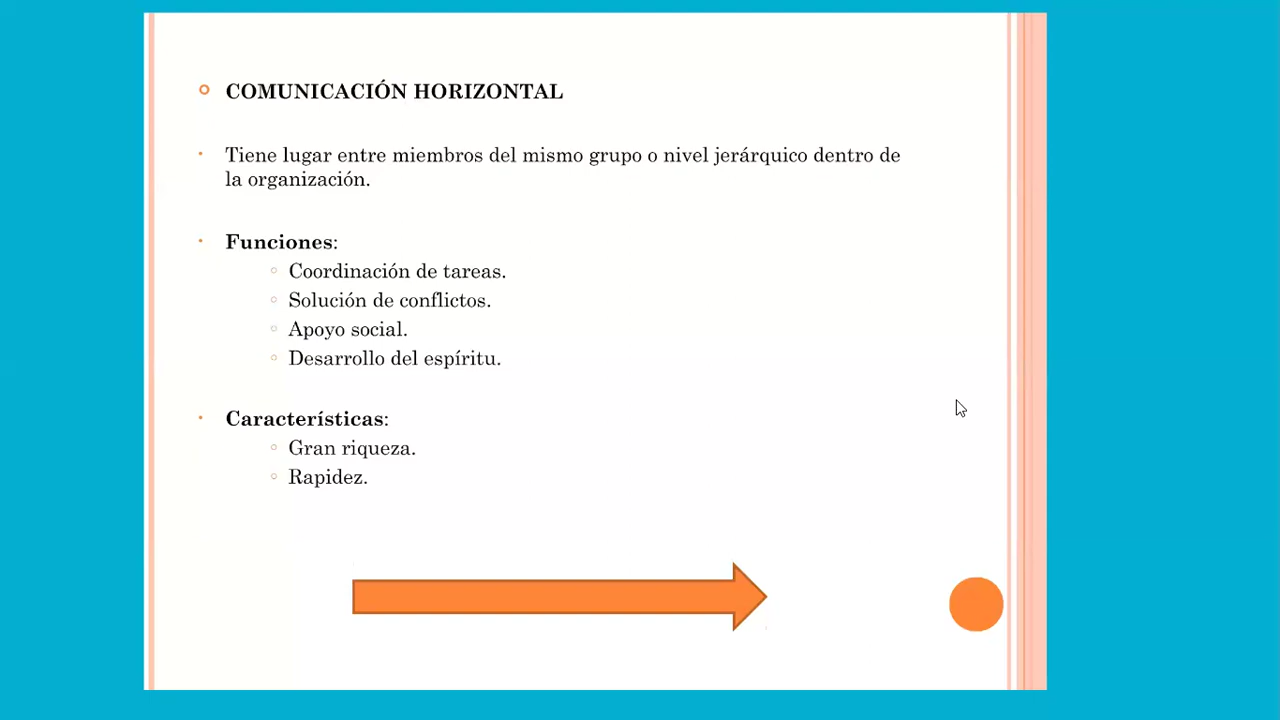 COMUNICACIÓN HORIZONTAL
Tiene lugar entre miembros del mismo grupo o nivel jerárquico dentro de
la organización.
Funciones:
Coordinación de tareas.
Solución de conflictos.
Apoyo social.
Desarrollo del espíritu.
Características:
Gran riqueza.
Rapidez.